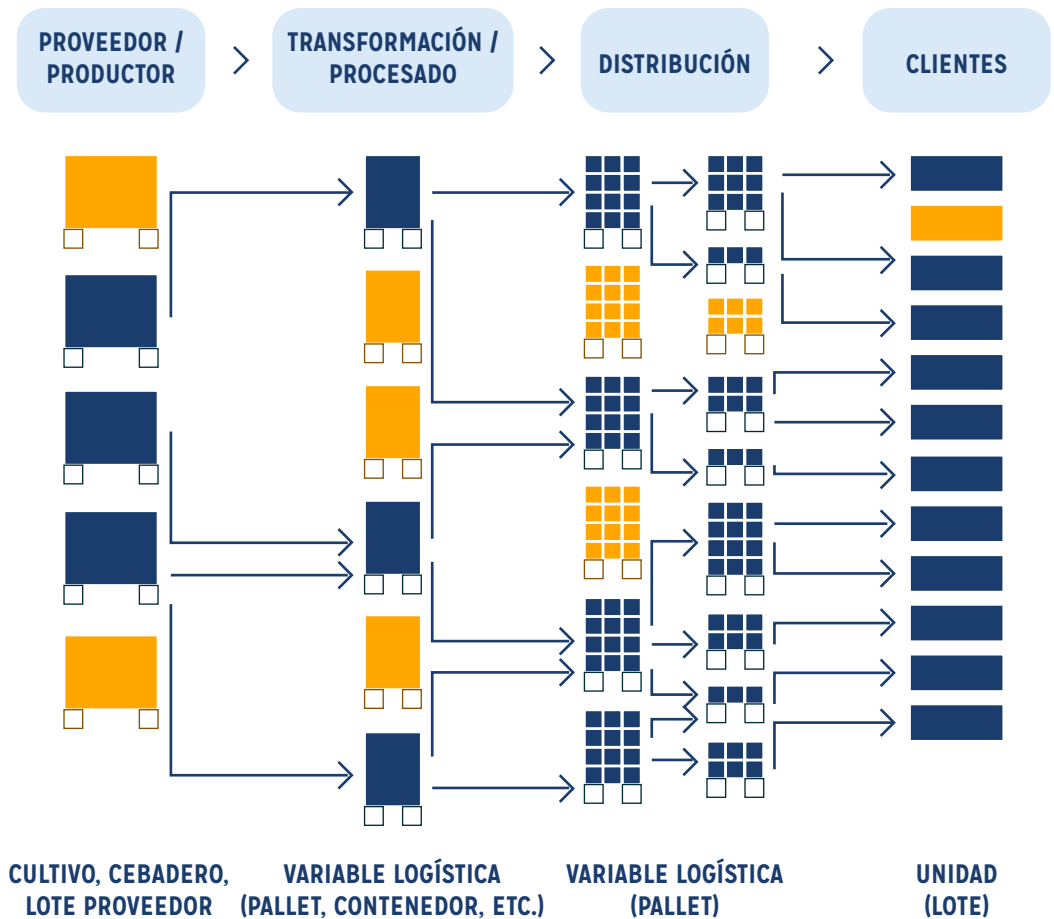 PROVEEDOR /
PRODUCTOR
TRANSFORMACIÓN /
PROCESADO
DISTRIBUCIÓN
CLIENTES
CULTIVO, CEBADERO,
LOTE PROVEEDOR
VARIABLE LOGÍSTICA
(PALLET, CONTENEDOR, ETC.)
VARIABLE LOGÍSTICA
(PALLET)
UNIDAD
(LOTE)